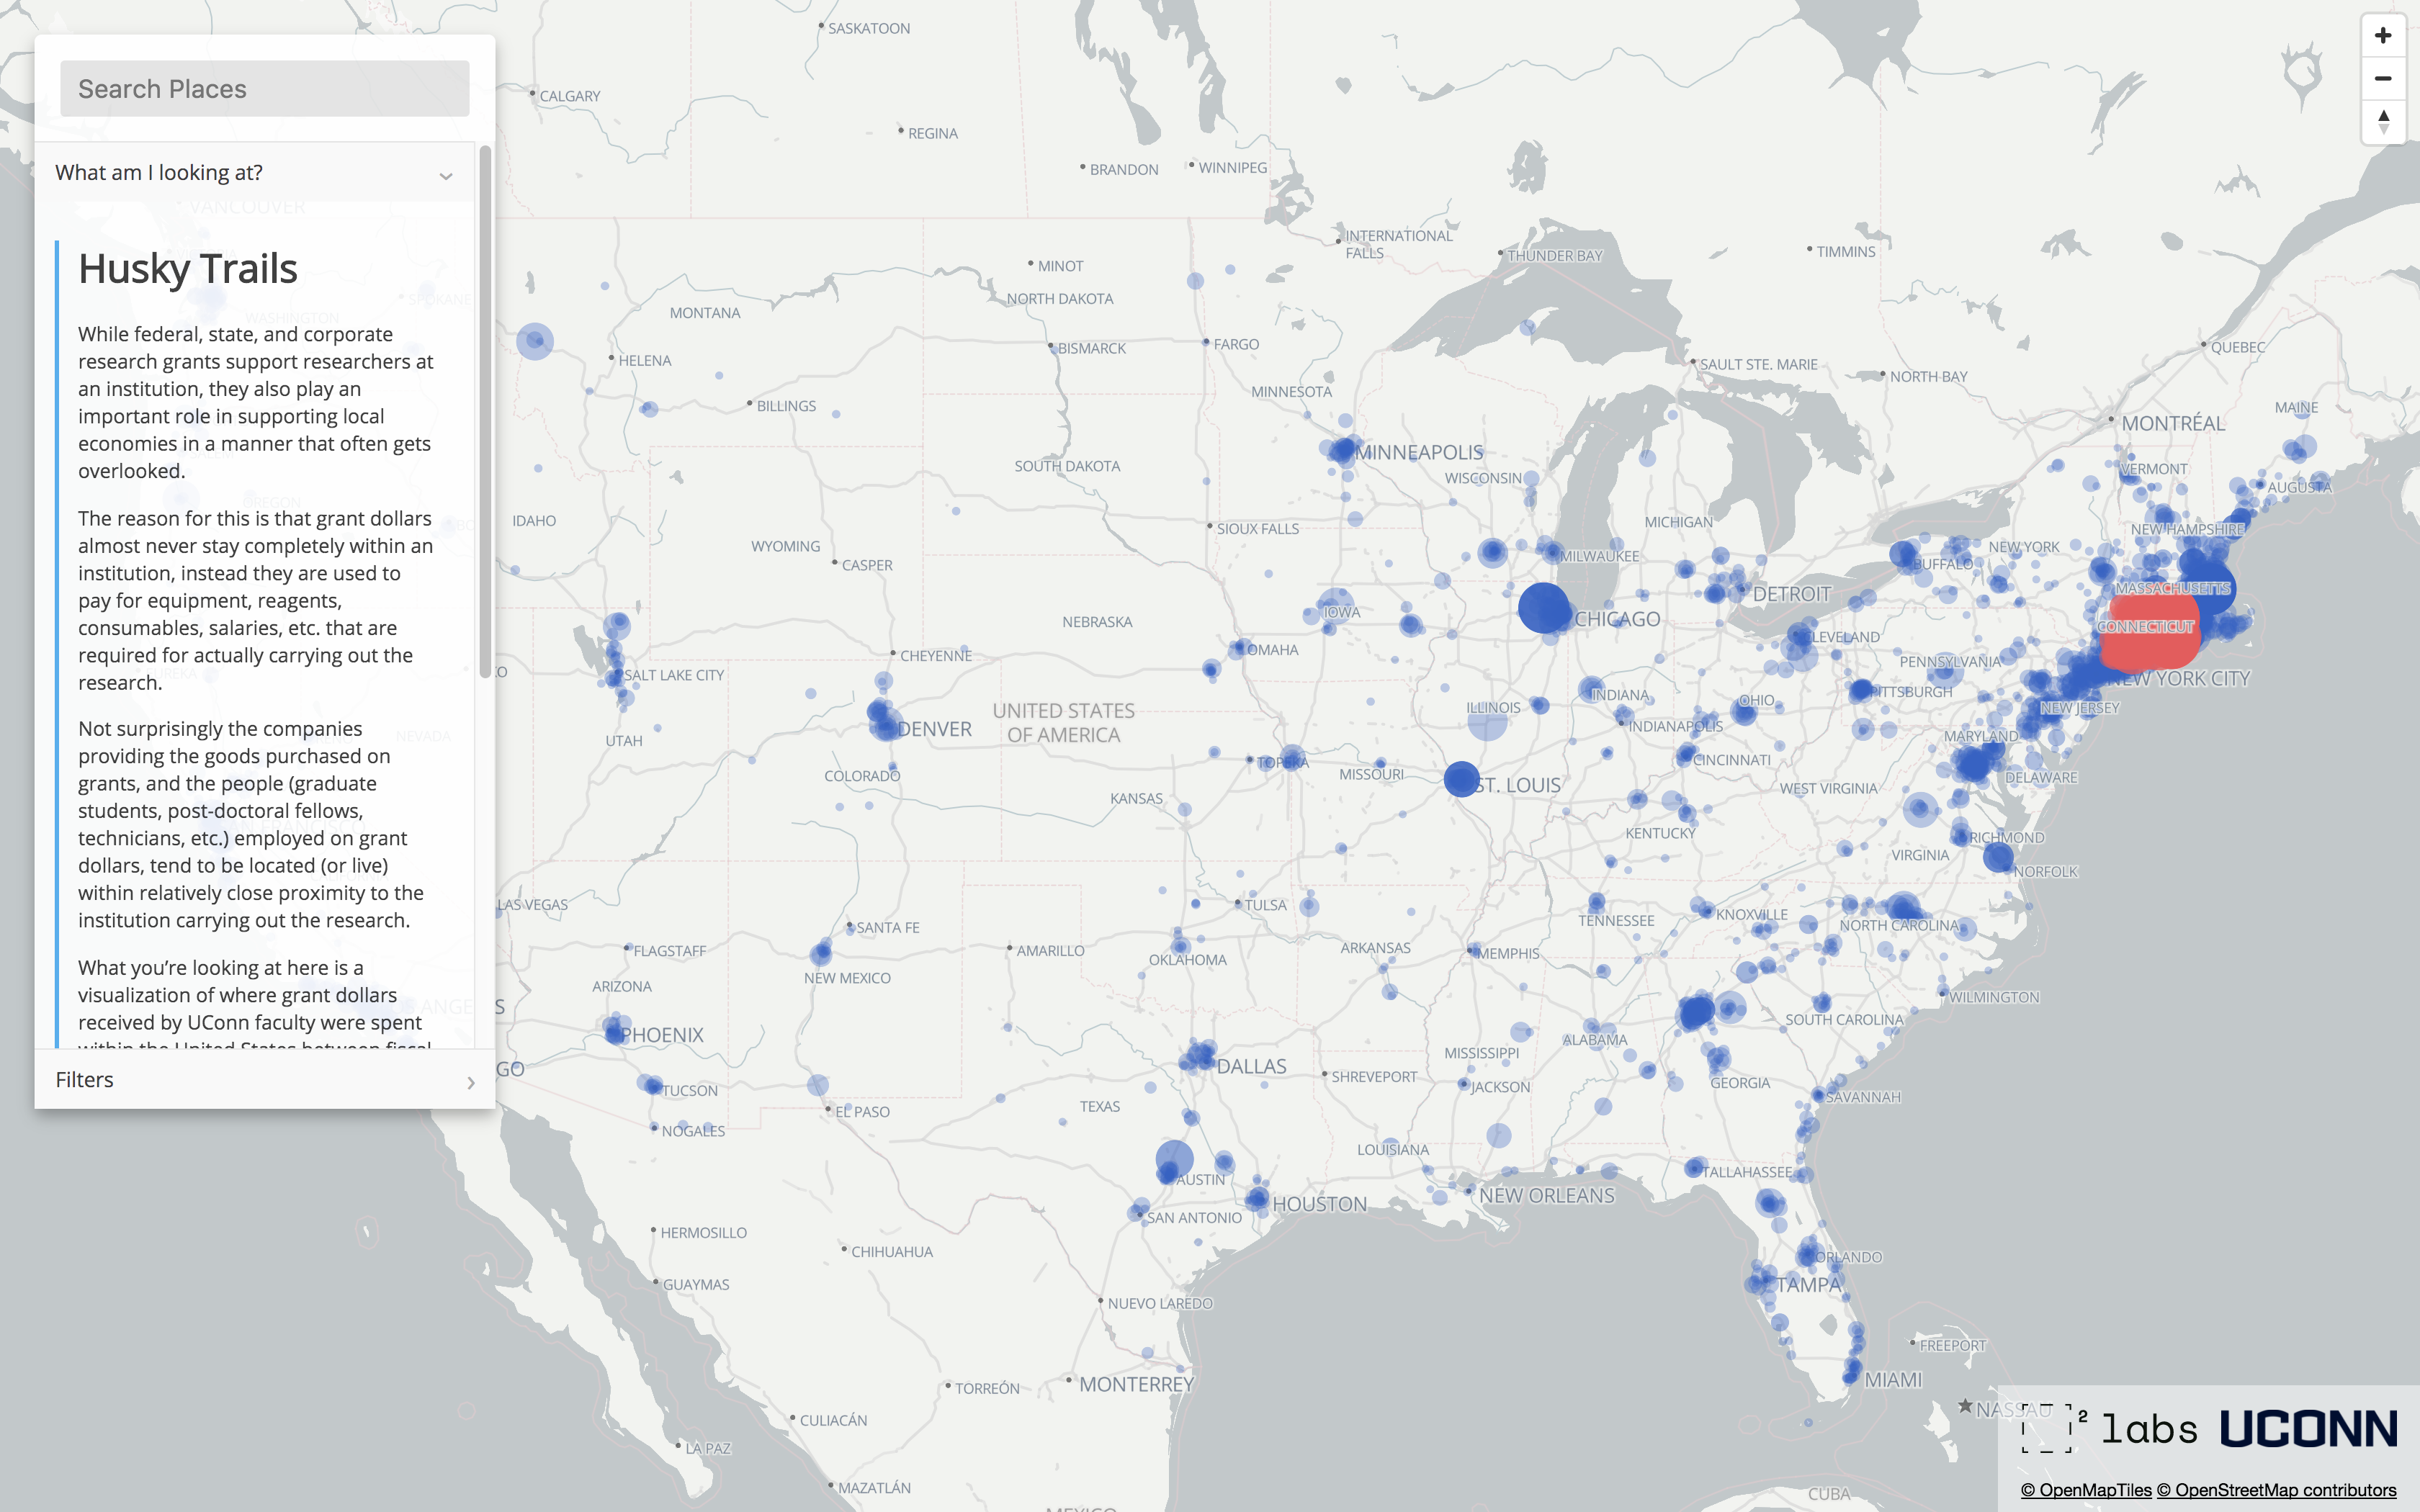 Search Places
What am I looking at?
Husky Trails
While federal, state, and corporate
research grants support researchers at
an institution, they also play an
important role in supporting local
economies in a manner that often gets
overlooked.
The reason for this is that grant dollars
almost never stay completely within an
institution, instead they are used to
pay for equipment, reagents,
consumables, salaries, etc. that are
required for actually carrying out the
research.
Not surprisingly the companies
providing the goods purchased on
grants, and the people (graduate
students, post-doctoral fellows,
technicians, etc.) employed on grant
dollars, tend to be located (or live)
within relatively close proximity to the
institution carrying out the research.
What you’re looking at here is a
visualization of where grant dollars
received by UConn faculty were spent
within the United States between fiscal
Filters
VANCOUVER
SPOKANE
WASHINGTON
OREGON
NEVADA
SASKATOON
CALGARY
REGINA
BRANDON
WINNIPEG
INTERNATIONAL
FALLS
THUNDER BAY
TIMMINS
MINOT
NORTH DAKOTA
MONTANA
HELENA
BISMARCK
FARGO
SAULT STE. MARIE
NORTH BAY
QUEBEC
MINNESOTA
BILLINGS
MAINE
MONTRÉAL
MINNEAPOLIS
SOUTH DAKOTA
WISCONSIN
VERMONT
AUGUSTA
IDAHO
SIOUX FALLS
MICHIGAN
NEW HAMPSHIRE
WYOMING
CASPER
MILWAUKEE
NEW YORK
BUFFALO
MASSACHUSETTS
DETROIT
IOWA
NEBRASKA
CHICAGO
CONNECTICUT
CLEVELAND
CHEYENNE
OMAHA
PENNSYLVANIA
SALT LAKE CITY
NEW YORK CITY
INDIANA
PITTSBURGH
OHIO
ILLINOIS
NEW JERSEY
UNITED STATES
OF AMERICA
DENVER
INDIANAPOLIS
MARYLAND
UTAH
TOPEKA
CINCINNATI
COLORADO
MISSOURI
DELAWARE
ST. LOUIS
WEST VIRGINIA
KANSAS
KENTUCKY
RICHMOND
VIRGINIA
NORFOLK
LAS VEGAS
TULSA
TENNESSEE
KNOXVILLE
SANTA FE
NORTH CAROLINA
FLAGSTAFF
AMARILLO
OKLAHOMA
ARKANSAS
MEMPHIS
NEW MEXICO
ARIZONA
WILMINGTON
SOUTH CAROLINA
PHOENIX
ALABAMA
MISSISSIPPI
DALLAS
SHREVEPORT
JACKSON
GEORGIA
TUCSON
SAVANNAH
EL PASO
TEXAS
NOGALES
LOUISIANA
TALLAHASSEE
AUSTIN
NEW ORLEANS
HOUSTON
SAN ANTONIO
HERMOSILLO
CHIHUAHUA
ORLANDO
GUAYMAS
TAMPA
NUEVO LAREDO
FREEPORT
MIAMI
MONTERREY
TORREÓN
CULIACÁN
NASSAU
LA PAZ
MAZATLÁN
CUBA
MEXICO
2 labs UCONN
© OpenMapTiles © OpenStreetMap contributors